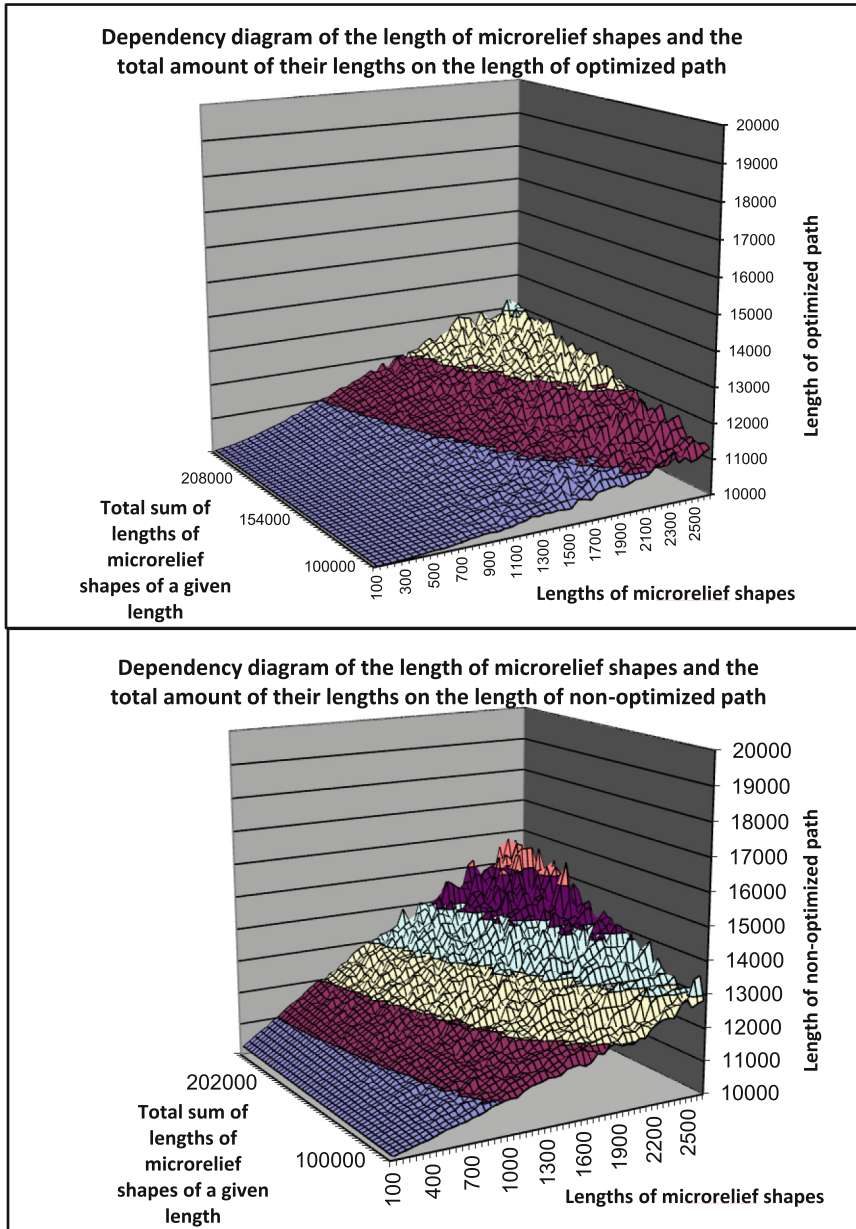 Dependency diagram of the length of microrelief shapes and the
total amount of their lengths on the length of optimized path
20000
19000
18000
17000
16000
15000
14000
13000
12000
11000
10000
Length of optimized path
208000
154000
100000
Total sum of
lengths of
microrelief
shapes of a given
length
100
300
500
700
900
1100
1300
1500
1700
1900
2100
2300
2500
Lengths of microrelief shapes
Dependency diagram of the length of microrelief shapes and the
total amount of their lengths on the length of non-optimized path
20000
19000
18000
17000
16000
15000
14000
13000
12000
11000
10000
Length of non-optimized path
202000
100000
Total sum of
lengths of
microrelief
shapes of a given
length
100
400
700
1000
1300
1600
1900
2200
2500
Lengths of microrelief shapes